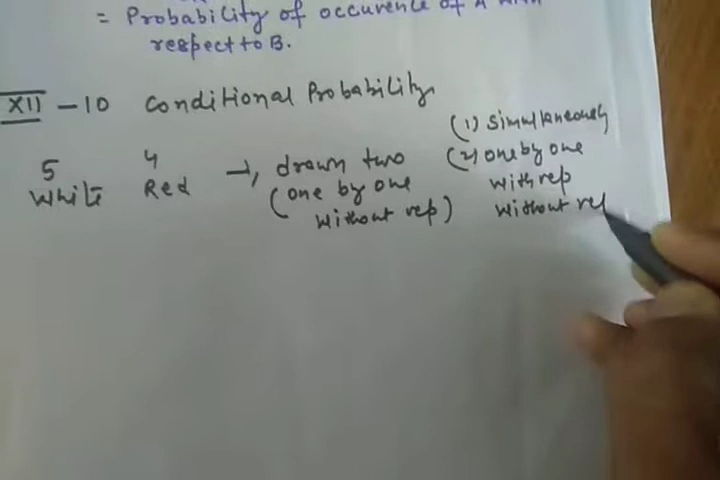 = Probability of occurence of A with
respect to B.
XII - 10 Conditional Probability
5 White 4 Red → drawn two
(one by one
without rep)
(1) simultaneously
(2) one by one
with rep
without rep